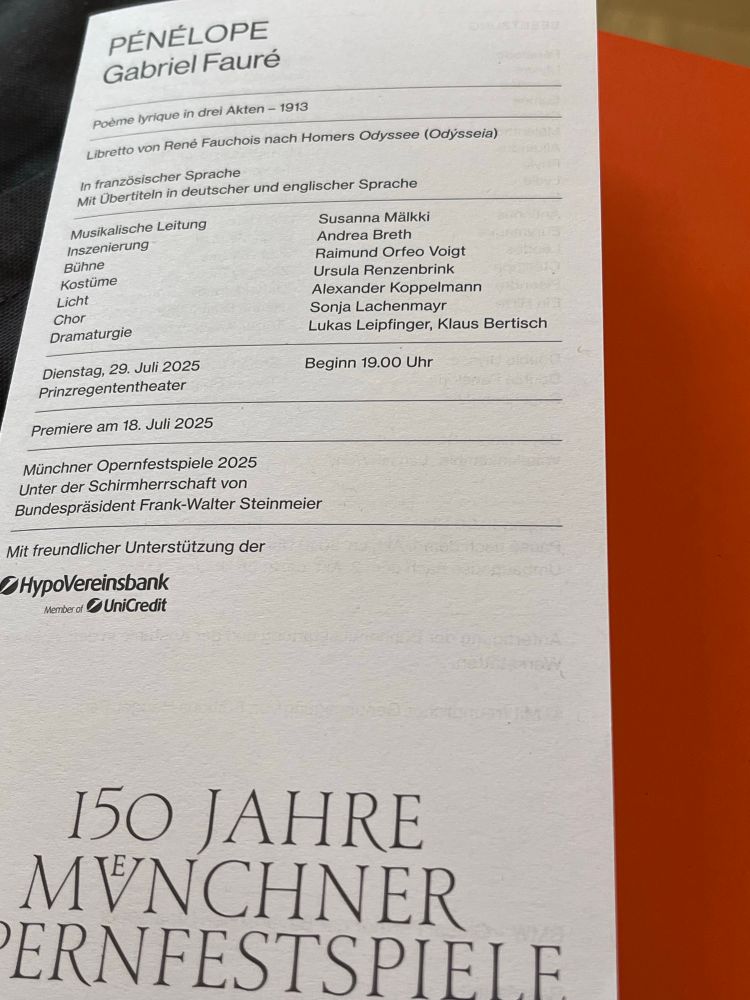 PÉNÉLOPE
Gabriel Fauré
Poème lyrique in drei Akten – 1913
Libretto von René Fauchois nach Homers Odyssee (Odýsseia)
In französischer Sprache
Mit Übertiteln in deutscher und englischer Sprache
Musikalische Leitung Susanna Mälkki
Inszenierung Andrea Breth
Bühne Raimund Orfeo Voigt
Kostüme Ursula Renzenbrink
Licht Alexander Koppelmann
Chor Sonja Lachenmayr
Dramaturgie Lukas Leipfinger, Klaus Bertisch
Dienstag, 29. Juli 2025 Beginn 19.00 Uhr
Prinzregententheater
Premiere am 18. Juli 2025
Münchner Opernfestspiele 2025
Unter der Schirmherrschaft von
Bundespräsident Frank-Walter Steinmeier
Mit freundlicher Unterstützung der
HypoVereinsbank
Member of UniCredit
150 JAHRE
MVENCHNER
PERNFESTSPIELE